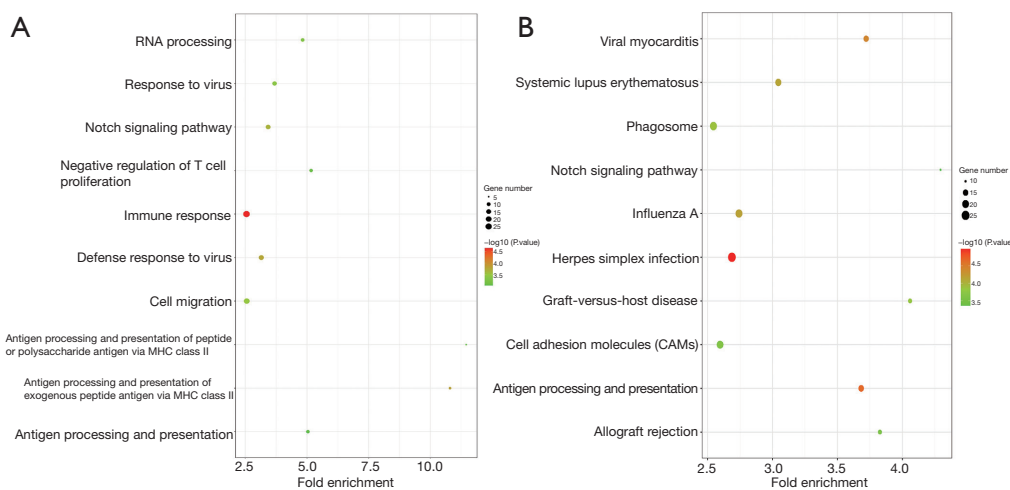 A
RNA processing
Response to virus
Notch signaling pathway
Negative regulation of T cell
proliferation
Immune response
Defense response to virus
Cell migration
Antigen processing and presentation of peptide
or polysaccharide antigen via MHC class II
Antigen processing and presentation of
exogenous peptide antigen via MHC class II
Antigen processing and presentation
2.5 5.0 7.5 10.0
Fold enrichment
Gene number
5
10
15
20
25
–log10 (P.value)
4.5
4.0
3.5
B
Viral myocarditis
Systemic lupus erythematosus
Phagosome
Notch signaling pathway
Influenza A
Herpes simplex infection
Graft-versus-host disease
Cell adhesion molecules (CAMs)
Antigen processing and presentation
Allograft rejection
2.5 3.0 3.5 4.0
Fold enrichment
Gene number
10
15
20
25
–log10 (P.value)
4.5
4.0
3.5